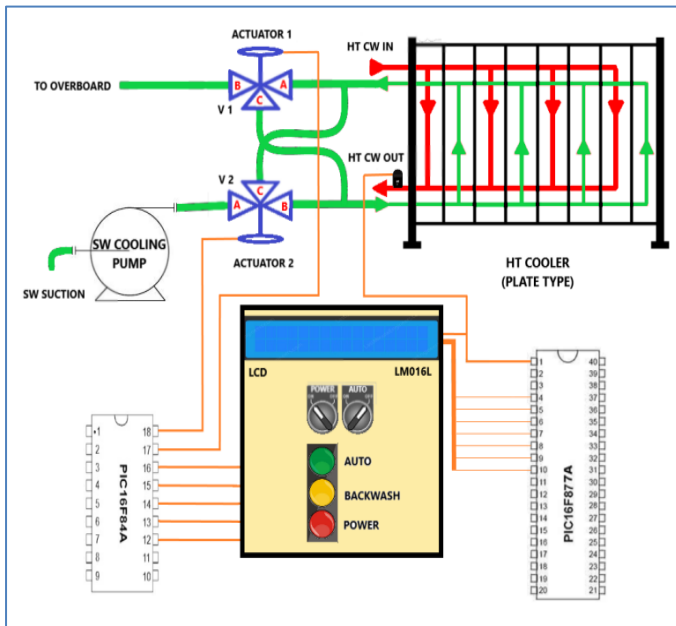 ACTUATOR 1
HT CW IN
TO OVERBOARD
B
A
C
V 1
HT CW OUT
V 2
C
A
B
SW COOLING
PUMP
ACTUATOR 2
SW SUCTION
HT COOLER
(PLATE TYPE)
LCD
LM016L
POWER
AUTO
AUTO
BACKWASH
POWER
PIC16F84A
1
2
3
4
5
6
7
8
9
18
17
16
15
14
13
12
11
10
PIC16F877A
1
2
3
4
5
6
7
8
9
10
11
12
13
14
15
16
17
18
19
20
40
39
38
37
36
35
34
33
32
31
30
29
28
27
26
25
24
23
22
21